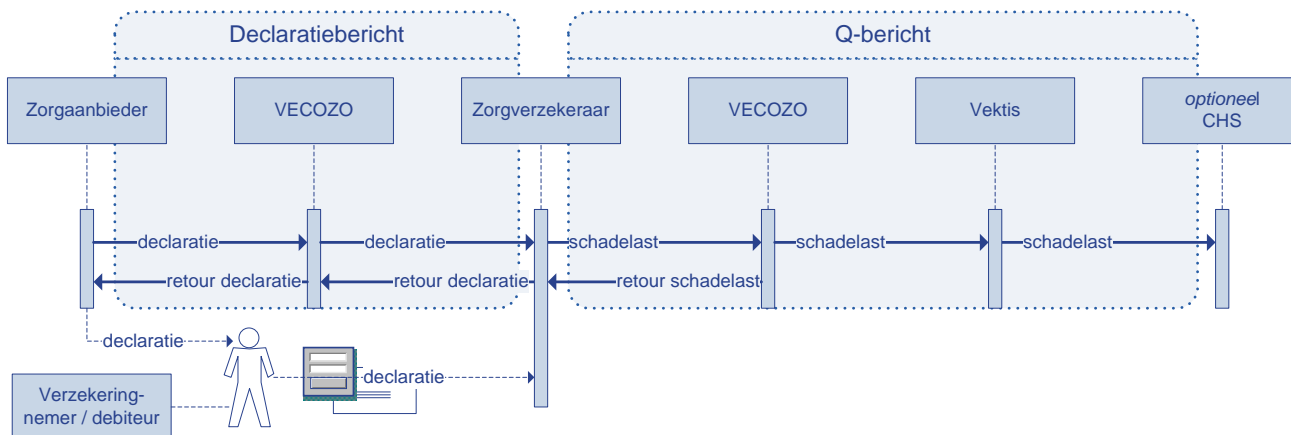 Declaratiebericht
Q-bericht
Zorgaanbieder
VECOZO
Zorgverzekeraar
VECOZO
Vektis
optioneel
CHS
declaratie
declaratie
schadelast
schadelast
schadelast
retour declaratie
retour declaratie
retour schadelast
declaratie
declaratie
Verzekering-
nemer / debiteur